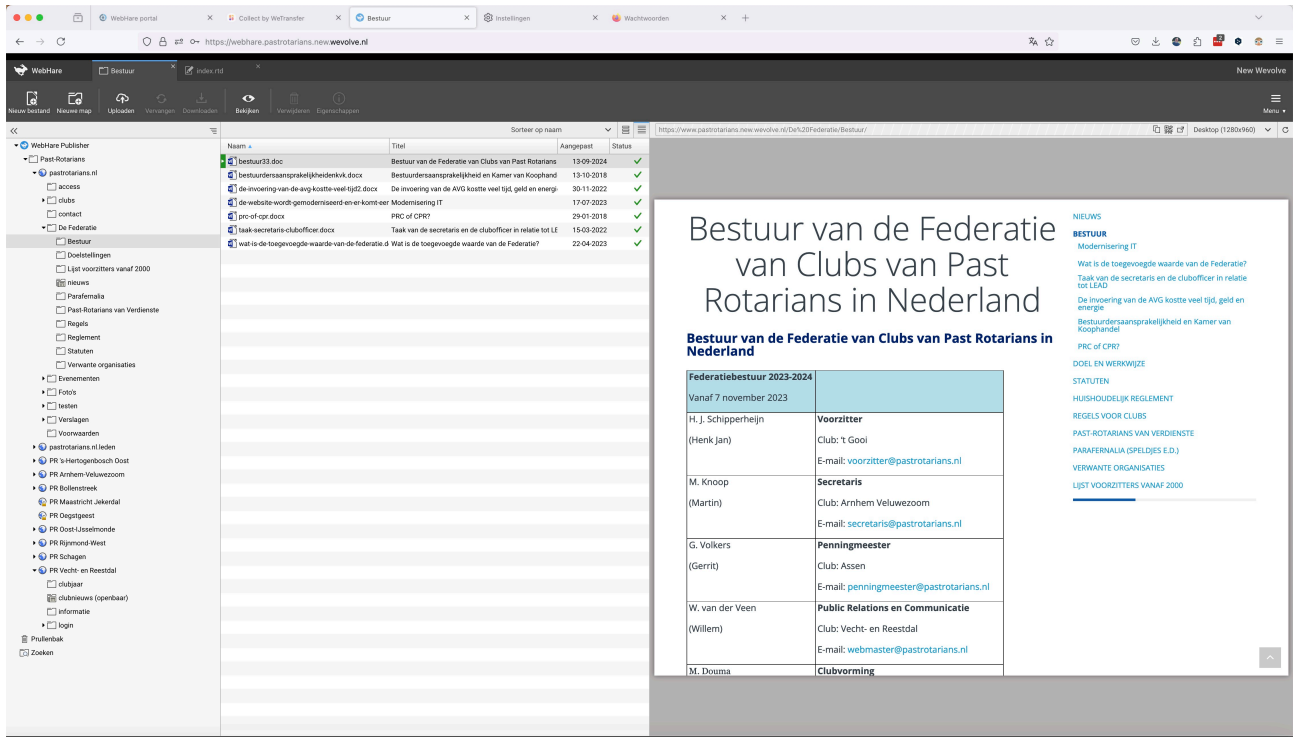 WebHare portal
Collect by WeTransfer
Bestuur
Instellingen
Wachtwoorden
https://webhare.pastrotarians.new.wevolve.nl
2
WebHare
Bestuur
index.rtd
New Wevolve
Nieuw bestand
Nieuwe map
Uploaden
Vervangen
Downloaden
Bekijken
Verwijderen
Eigenschappen
Menu
WebHare Publisher
Past-Rotarians
pastrotarians.nl
access
clubs
contact
De Federatie
Bestuur
Doelstellingen
Lijst voorzitters vanaf 2000
nieuws
Parafernalia
Past-Rotarians van Verdienste
Regels
Reglement
Statuten
Verwante organisaties
Evenementen
Foto's
testen
Verslagen
Voorwaarden
pastrotarians.nl.leden
PR 's-Hertogenbosch Oost
PR Arnhem-Veluwezoom
PR Bollenstreek
PR Maastricht Jekerdal
PR Oegstgeest
PR Oost-IJsselmonde
PR Rijnmond-West
PR Schagen
PR Vecht- en Reestdal
clubjaar
clubnieuws (openbaar)
informatie
login
Prullenbak
Zoeken
Sorteer op naam
Naam Titel Aangepast Status
bestuur33.doc Bestuur van de Federatie van Clubs van Past Rotarians 13-09-2024
bestuurdersaansprakelijkheidenkvk.docx Bestuurdersaansprakelijkheid en Kamer van Koophand 13-10-2018
de-invoering-van-de-avg-kostte-veel-tijd2.docx De invoering van de AVG kostte veel tijd, geld en energi 30-11-2022
de-website-wordt-gemoderniseerd-en-er-komt-eer Modernisering IT 17-07-2023
prc-of-cpr.docx PRC of CPR? 29-01-2018
taak-secretaris-clubofficer.docx Taak van de secretaris en de clubofficer in relatie tot LE 15-03-2022
wat-is-de-toegevoegde-waarde-van-de-federatie.d Wat is de toegevoegde waarde van de Federatie? 22-04-2023
https://www.pastrotarians.new.wevolve.nl/De%20Federatie/Bestuur/
Desktop (1280x960)
Bestuur van de Federatie
van Clubs van Past
Rotarians in Nederland
Bestuur van de Federatie van Clubs van Past Rotarians in
Nederland
Federatiebestuur 2023-2024
Vanaf 7 november 2023
H. J. Schipperheijn Voorzitter
(Henk Jan) Club: 't Gooi
E-mail: voorzitter@pastrotarians.nl
M. Knoop Secretaris
(Martin) Club: Arnhem Veluwezoom
E-mail: secretaris@pastrotarians.nl
G. Volkers Penningmeester
(Gerrit) Club: Assen
E-mail: penningmeester@pastrotarians.nl
W. van der Veen Public Relations en Communicatie
(Willem) Club: Vecht- en Reestdal
E-mail: webmaster@pastrotarians.nl
M. Douma Clubvorming
NIEUWS
BESTUUR
Modernisering IT
Wat is de toegevoegde waarde van de Federatie?
Taak van de secretaris en de clubofficer in relatie
tot LEAD
De invoering van de AVG kostte veel tijd, geld en
energie
Bestuurdersaansprakelijkheid en Kamer van
Koophandel
PRC of CPR?
DOEL EN WERKWIJZE
STATUTEN
HUISHOUDELIJK REGLEMENT
REGELS VOOR CLUBS
PAST-ROTARIANS VAN VERDIENSTE
PARAFERNALIA (SPELDJES E.D.)
VERWANTE ORGANISATIES
LIJST VOORZITTERS VANAF 2000